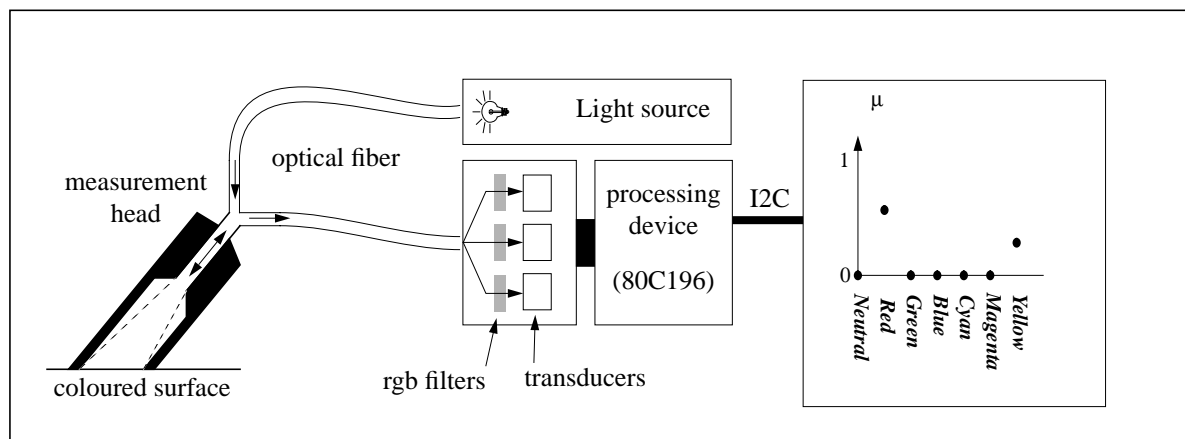 Light source
optical fiber
measurement
head
processing
device
(80C196)
I2C
rgb filters
transducers
coloured surface
μ
1
0
Neutral
Red
Green
Blue
Cyan
Magenta
Yellow